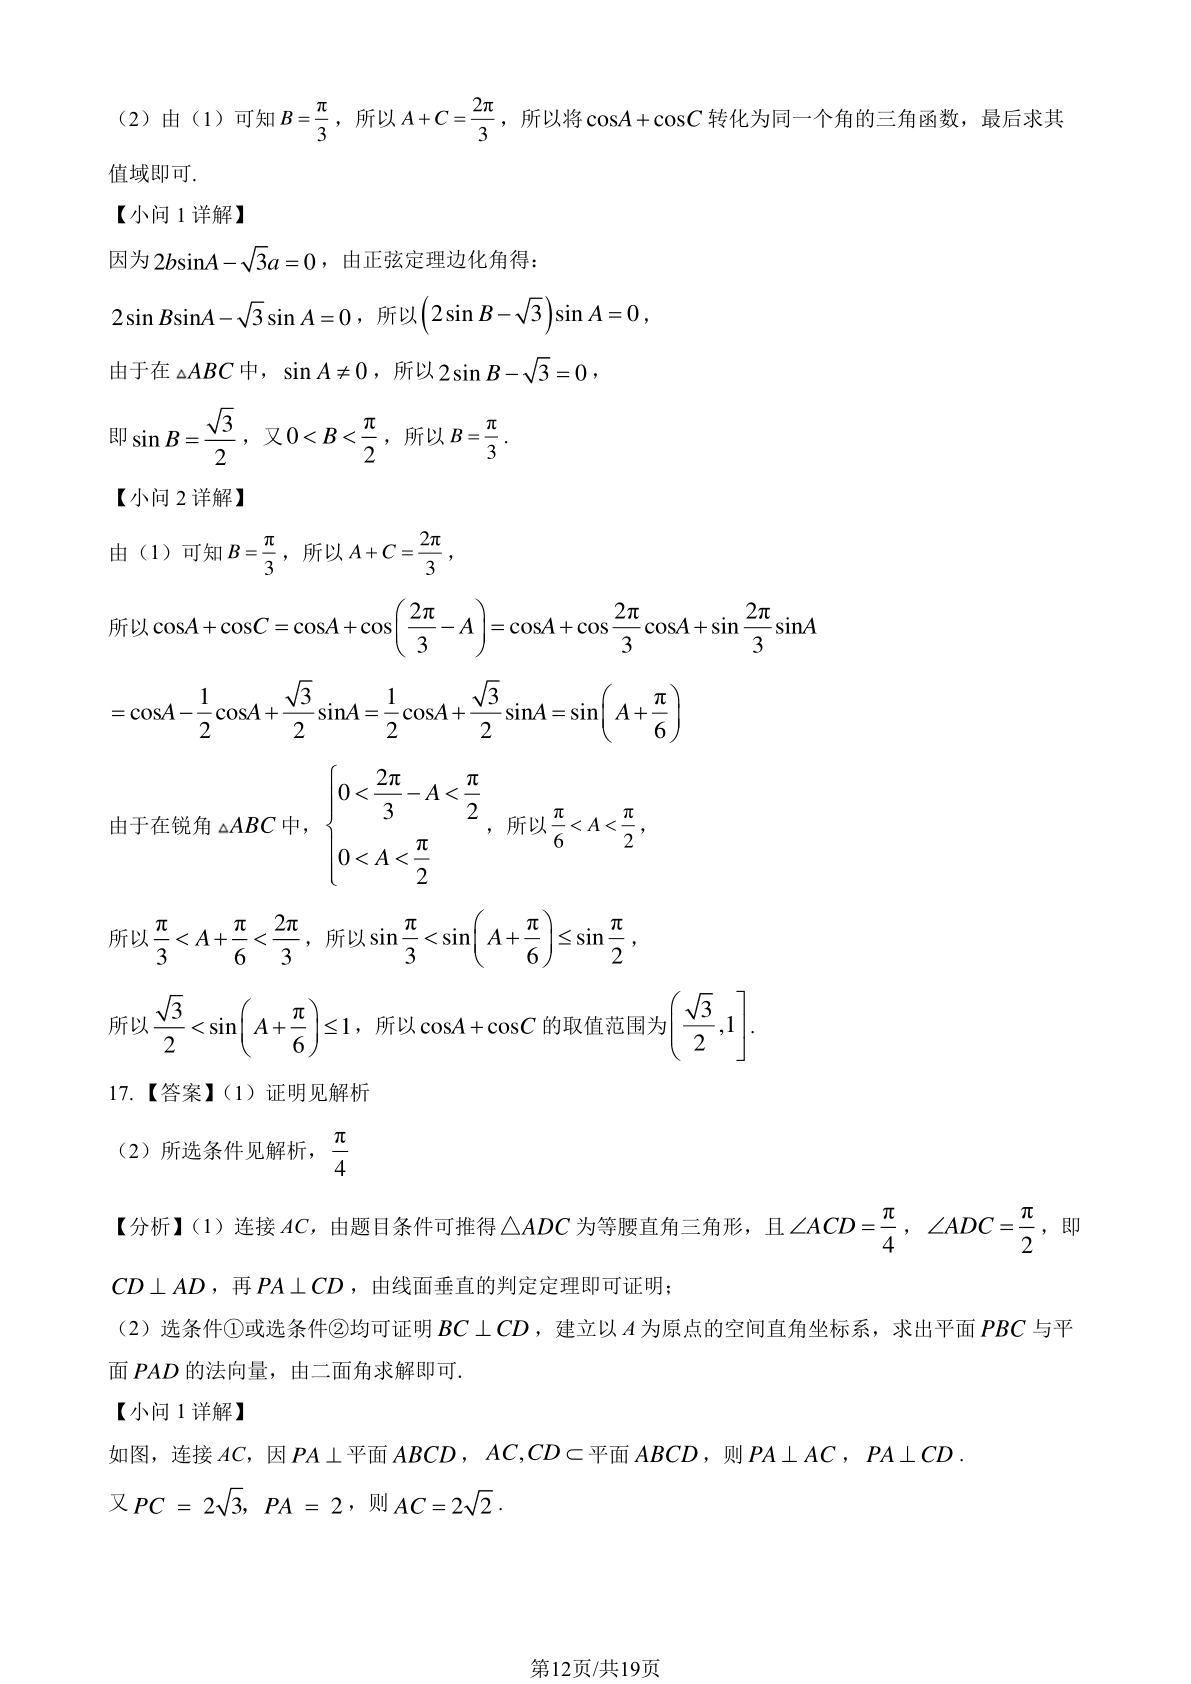 （2）由（1）可知 B = π/3，所以 A + C = 2π/3，所以将 cosA + cosC 转化为同一个角的三角函数，最后求其
值域即可.
【小问 1 详解】
因为 2bsinA − √3a = 0，由正弦定理边化角得：
2sin BsinA − √3 sin A = 0，所以 (2sin B − √3)sin A = 0，
由于在 △ABC 中，sin A ≠ 0，所以 2sin B − √3 = 0，
即 sin B = √3/2，又 0 < B < π/2，所以 B = π/3.
【小问 2 详解】
由（1）可知 B = π/3，所以 A + C = 2π/3，
所以 cosA + cosC = cosA + cos(2π/3 − A) = cosA + cos 2π/3 cosA + sin 2π/3 sinA
= cosA − 1/2 cosA + √3/2 sinA = 1/2 cosA + √3/2 sinA = sin(A + π/6)
由于在锐角 △ABC 中，{0 < 2π/3 − A < π/2, 0 < A < π/2，所以 π/6 < A < π/2，
所以 π/3 < A + π/6 < 2π/3，所以 sin π/3 < sin(A + π/6) ≤ sin π/2，
所以 √3/2 < sin(A + π/6) ≤ 1，所以 cosA + cosC 的取值范围为 (√3/2, 1].
17. 【答案】（1）证明见解析
（2）所选条件见解析，π/4
【分析】（1）连接 AC，由题目条件可推得 △ADC 为等腰直角三角形，且 ∠ACD = π/4，∠ADC = π/2，即
CD ⊥ AD，再 PA ⊥ CD，由线面垂直的判定定理即可证明；
（2）选条件①或选条件②均可证明 BC ⊥ CD，建立以 A 为原点的空间直角坐标系，求出平面 PBC 与平
面 PAD 的法向量，由二面角求解即可.
【小问 1 详解】
如图，连接 AC，因 PA ⊥ 平面 ABCD，AC, CD ⊂ 平面 ABCD，则 PA ⊥ AC，PA ⊥ CD.
又 PC = 2√3，PA = 2，则 AC = 2√2.
第12页/共19页